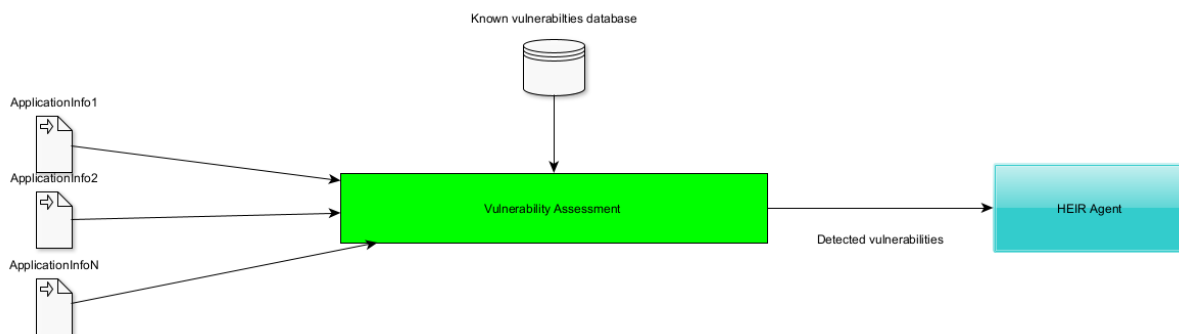 Known vulnerabilties database
ApplicationInfo1
ApplicationInfo2
ApplicationInfoN
Vulnerability Assessment
Detected vulnerabilities
HEIR Agent